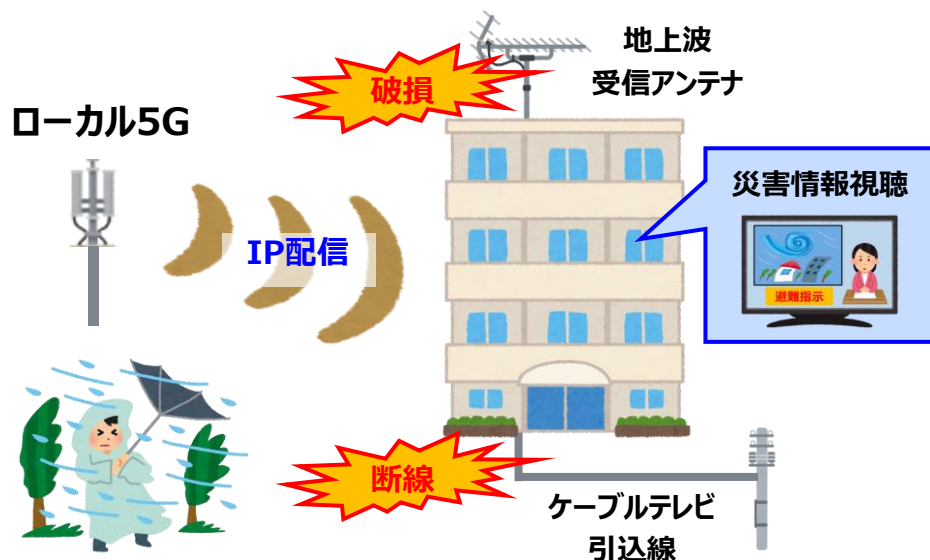 地上波
受信アンテナ
破損
ローカル5G
IP配信
災害情報視聴
避難指示
断線
ケーブルテレビ
引込線